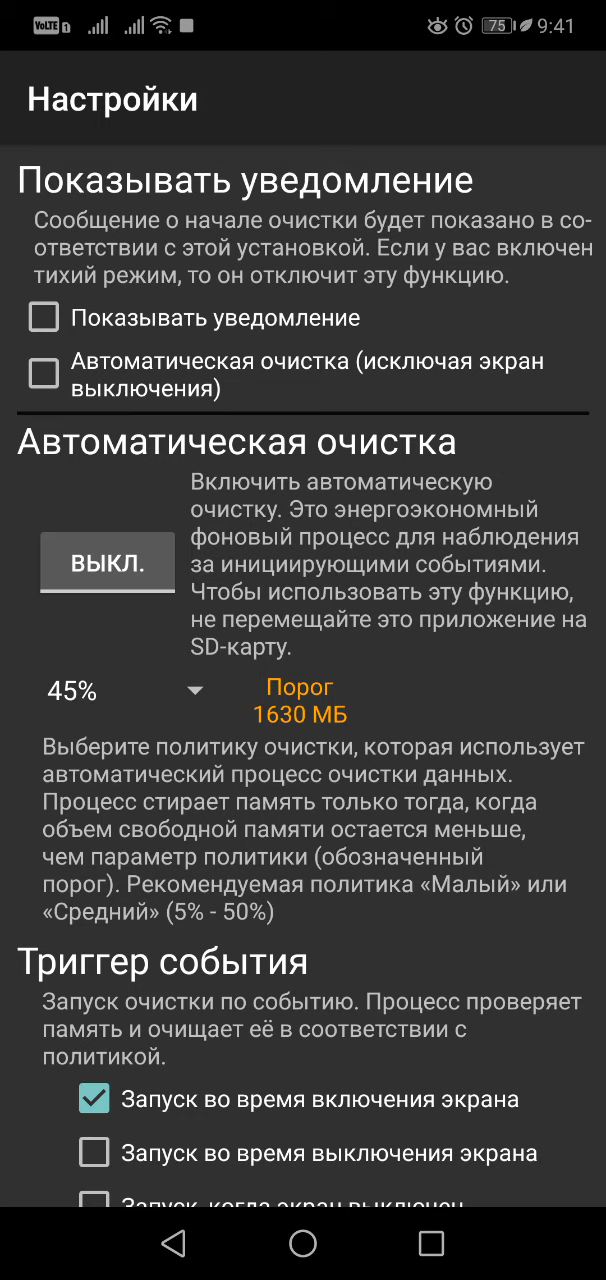 VoLTE 1
75 9:41
Настройки
Показывать уведомление
Сообщение о начале очистки будет показано в со-
ответствии с этой установкой. Если у вас включен
тихий режим, то он отключит эту функцию.
Показывать уведомление
Автоматическая очистка (исключая экран
выключения)
Автоматическая очистка
Включить автоматическую
очистку. Это энергоэкономный
фоновый процесс для наблюдения
за инициирующими событиями.
Чтобы использовать эту функцию,
не перемещайте это приложение на
SD-карту.
ВЫКЛ.
45%
Порог
1630 МБ
Выберите политику очистки, которая использует
автоматический процесс очистки данных.
Процесс стирает память только тогда, когда
объем свободной памяти остается меньше,
чем параметр политики (обозначенный
порог). Рекомендуемая политика «Малый» или
«Средний» (5% - 50%)
Триггер события
Запуск очистки по событию. Процесс проверяет
память и очищает её в соответствии с
политикой.
Запуск во время включения экрана
Запуск во время выключения экрана
Запуск, когда экран выключен